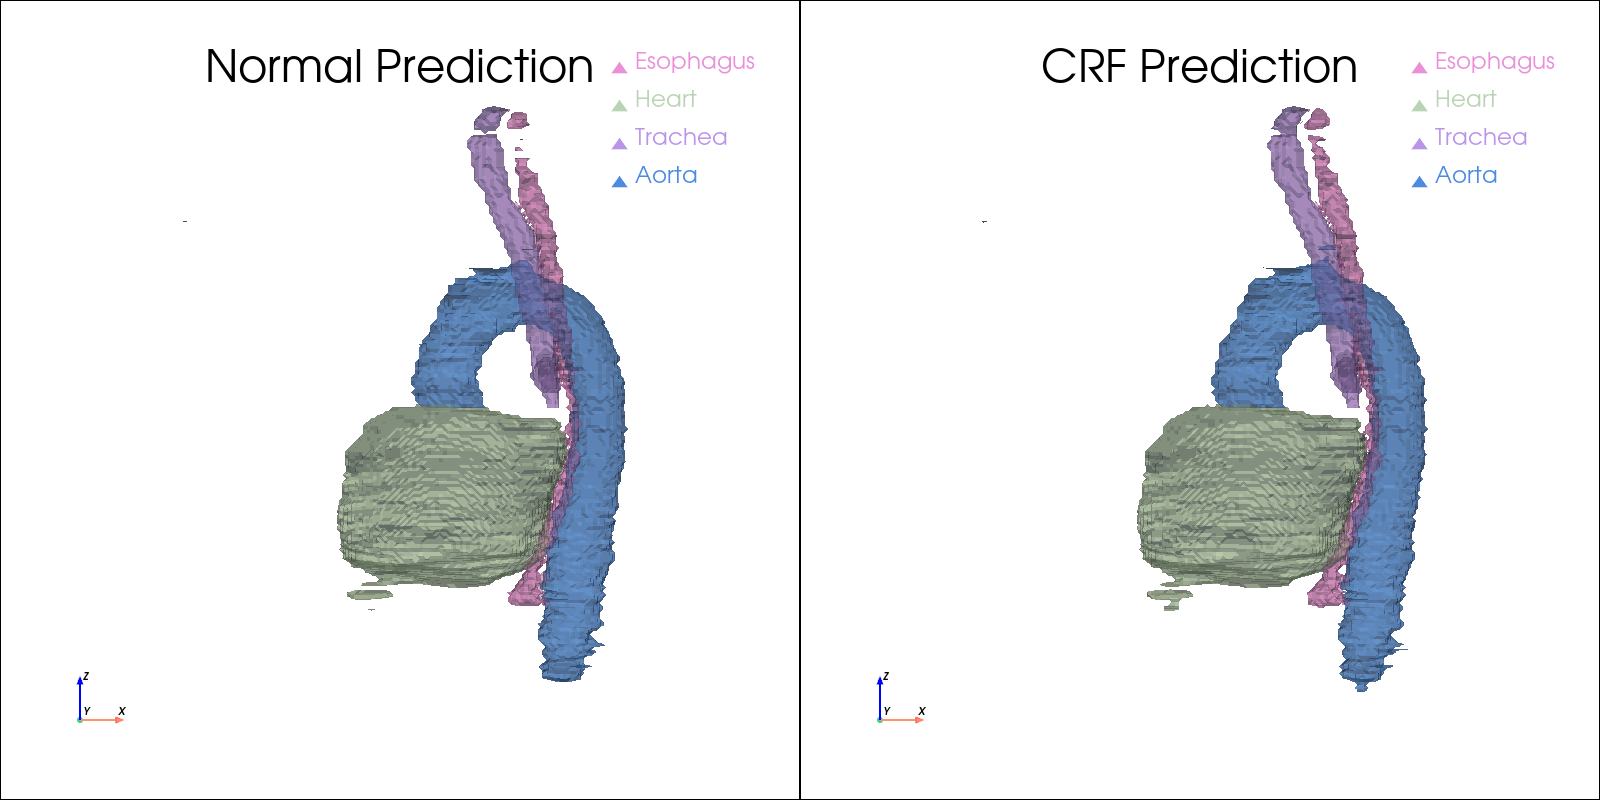 Normal Prediction
Esophagus
Heart
Trachea
Aorta
Z
Y X
CRF Prediction
Esophagus
Heart
Trachea
Aorta
Z
Y X